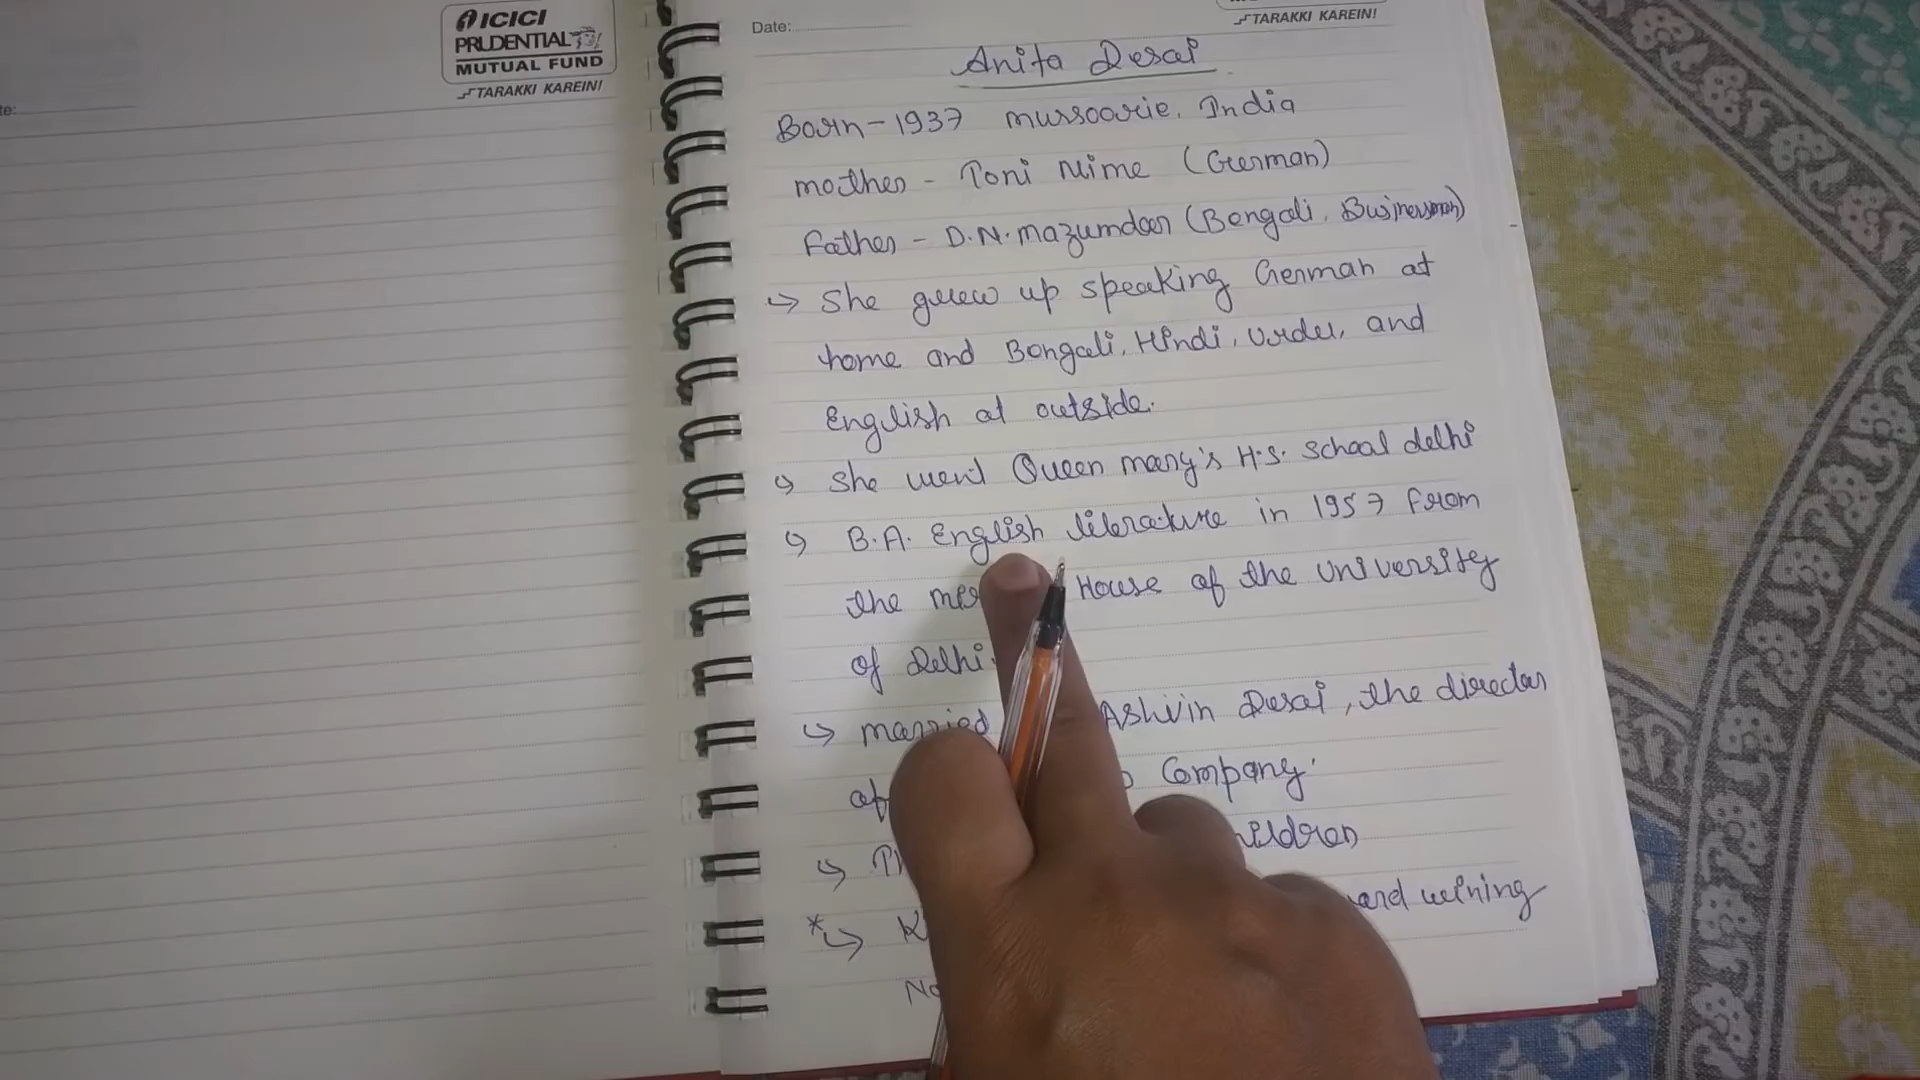 ICICI
PRUDENTIAL
MUTUAL FUND
TARAKKI KAREIN!
te:
Date:
TARAKKI KAREIN!
Anita Desai
Born - 1937 mussoorie, India
mother - Toni Nime (German)
Father - D.N. Mazumdar (Bengali, Businessman)
→ She grew up speaking German at
home and Bengali, Hindi, Urdu, and
English at outside.
→ She went Queen mary's H.S. School delhi
→ B.A. English literature in 1957 From
the House of the University
of Delhi.
→ married Ashvin Desai, the director
of Company.
→
* →
wining